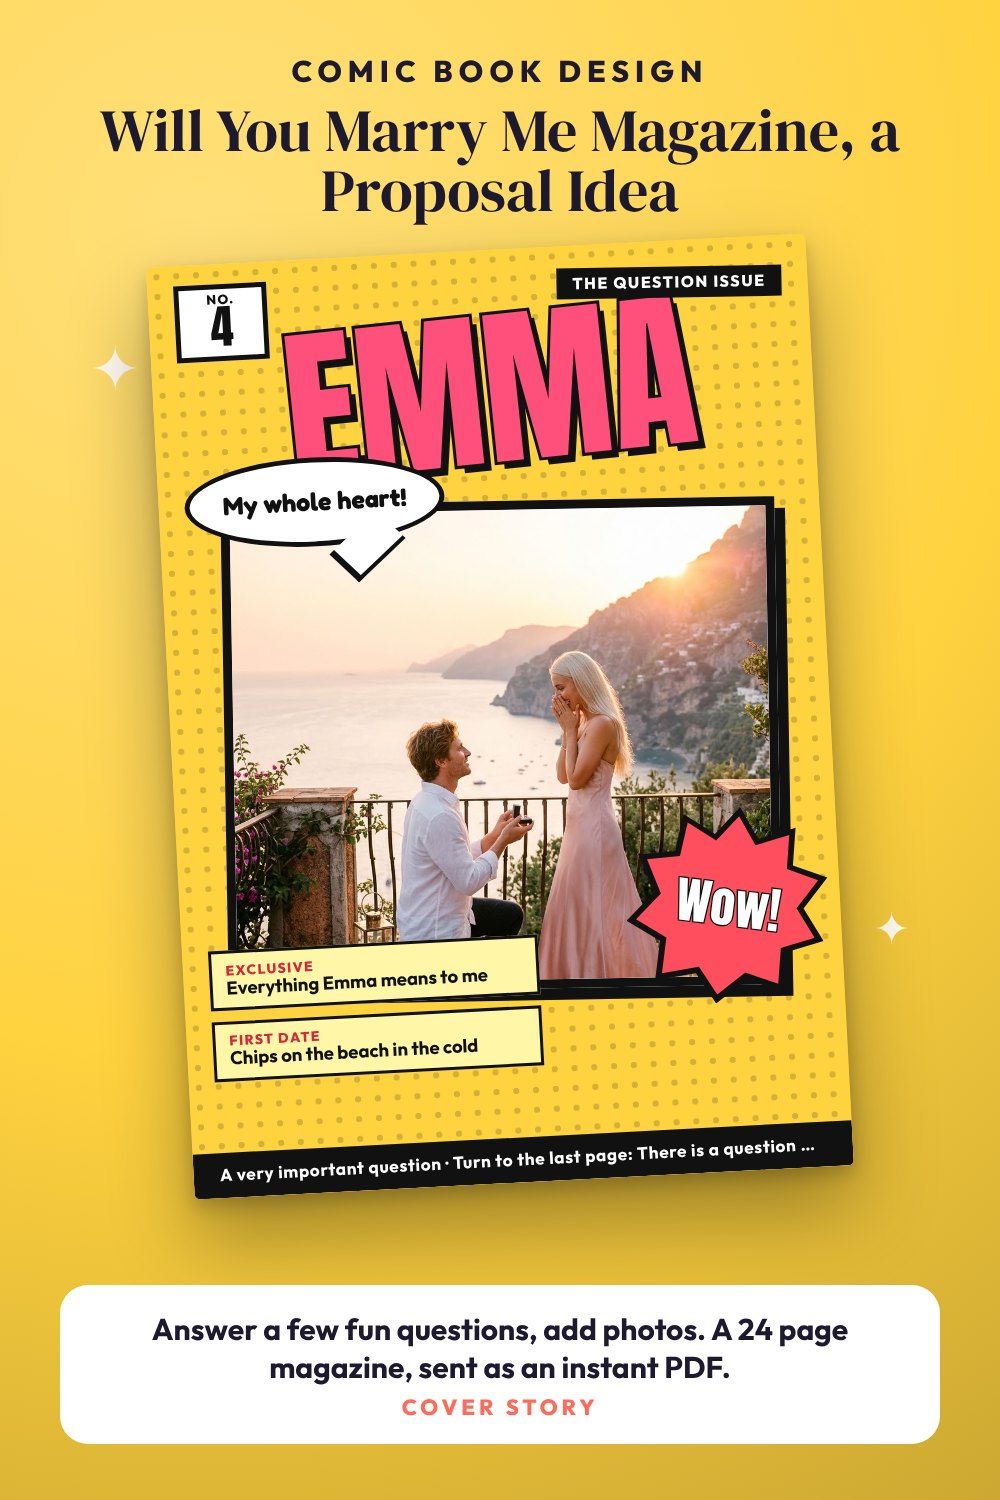 COMIC BOOK DESIGN
Will You Marry Me Magazine, a
Proposal Idea
THE QUESTION ISSUE
NO.
4
EMMA
My whole heart!
Wow!
EXCLUSIVE
Everything Emma means to me
FIRST DATE
Chips on the beach in the cold
A very important question · Turn to the last page: There is a question ...
Answer a few fun questions, add photos. A 24 page
magazine, sent as an instant PDF.
COVER STORY